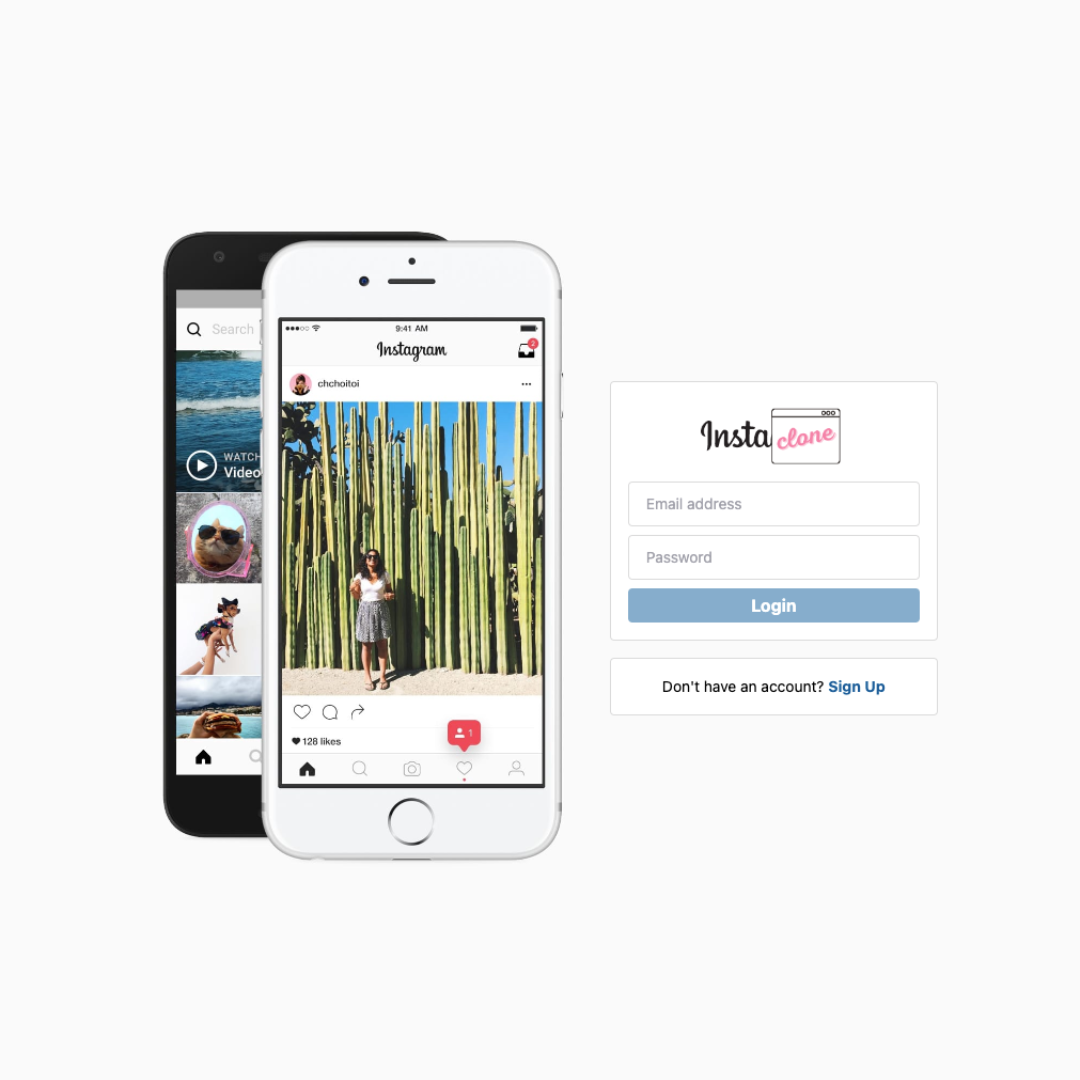 Search
WATCH
Video
9:41 AM
Instagram
2
chchoitoi
128 likes
1
Insta clone
Email address
Password
Login
Don't have an account? Sign Up